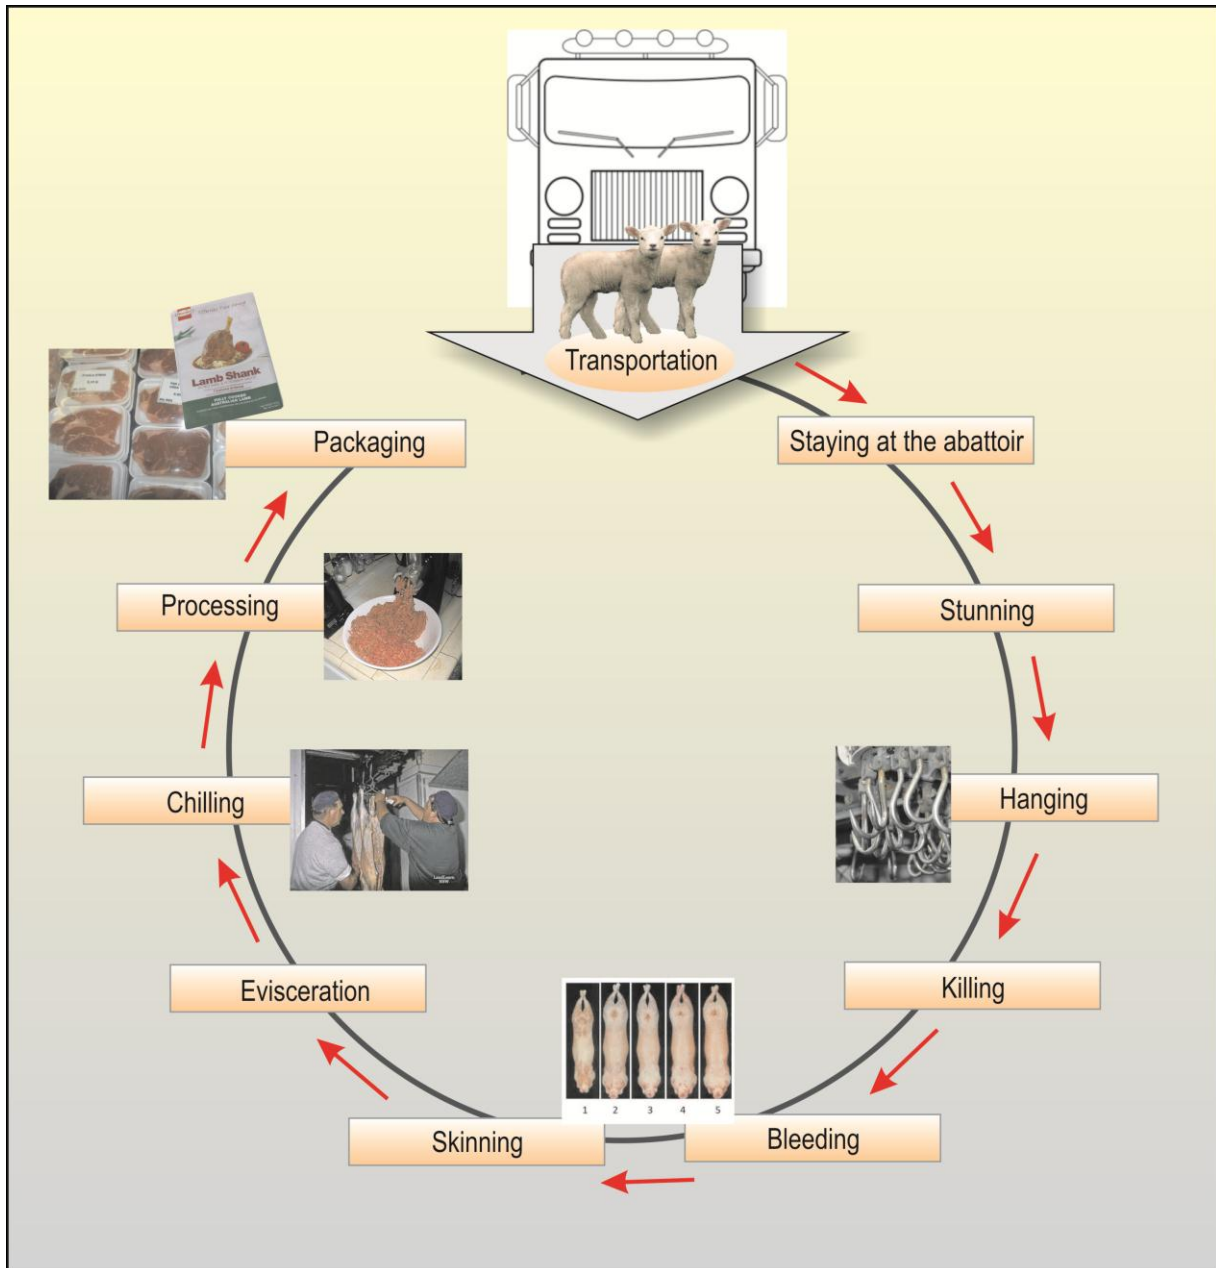 Transportation
Staying at the abattoir
Stunning
Hanging
Killing
Bleeding
1 2 3 4 5
Skinning
Evisceration
Chilling
Processing
Packaging
Lamb Shank